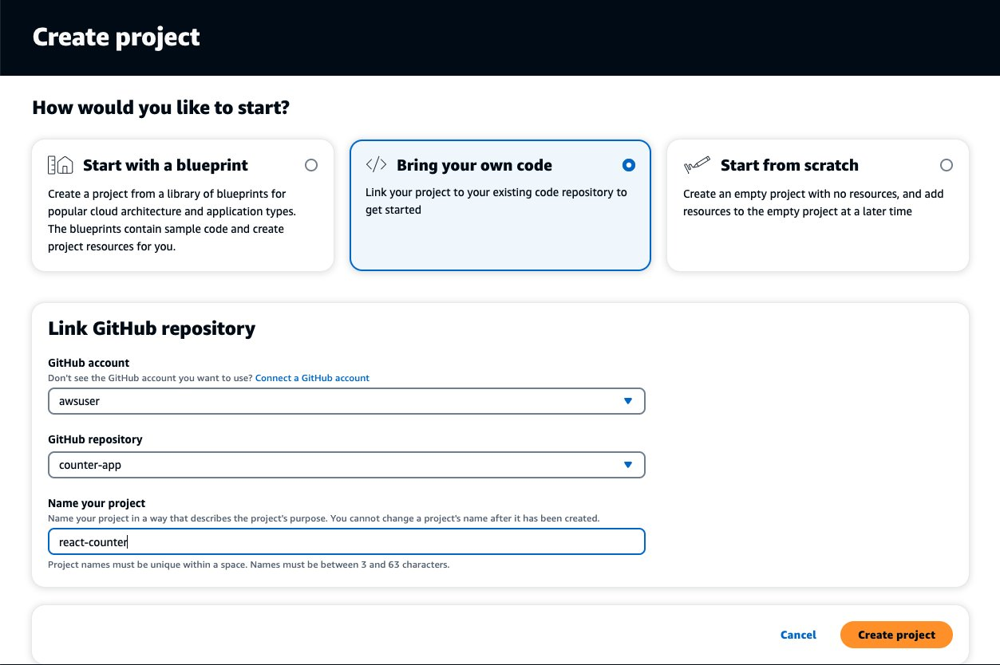 Create project
How would you like to start?
Start with a blueprint
Create a project from a library of blueprints for
popular cloud architecture and application types.
The blueprints contain sample code and create
project resources for you.
Bring your own code
Link your project to your existing code repository to
get started
Start from scratch
Create an empty project with no resources, and add
resources to the empty project at a later time
Link GitHub repository
GitHub account
Don't see the GitHub account you want to use? Connect a GitHub account
awsuser
GitHub repository
counter-app
Name your project
Name your project in a way that describes the project's purpose. You cannot change a project's name after it has been created.
react-counter
Project names must be unique within a space. Names must be between 3 and 63 characters.
Cancel
Create project